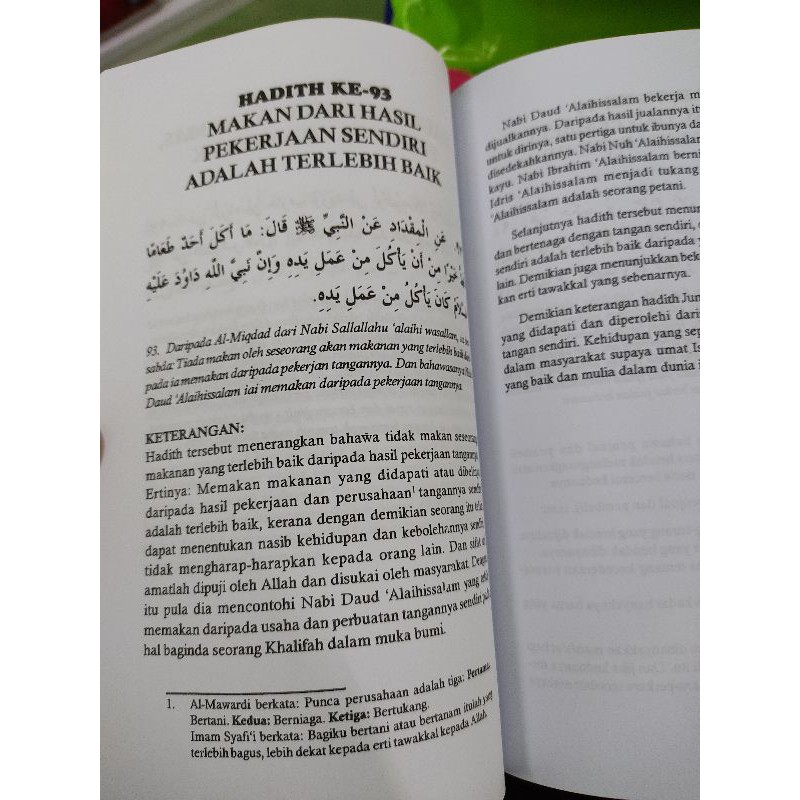 HADITH KE-93
MAKAN DARI HASIL
PEKERJAAN SENDIRI
ADALAH TERLEBIH BAIK
عَنِ الْمِقْدَادِ عَنِ النَّبِيِّ ﷺ قَالَ: مَا أَكَلَ أَحَدٌ طَعَامًا
خَيْرًا مِنْ أَنْ يَأْكُلَ مِنْ عَمَلِ يَدِهِ وَإِنَّ نَبِيَّ اللَّهِ دَاوُدَ عَلَيْهِ
كَانَ يَأْكُلُ مِنْ عَمَلِ يَدِهِ.
93. Daripada Al-Miqdad dari Nabi Sallallahu ‘alaihi wasallam,
sabda: Tiada makan oleh seseorang akan makanan yang terlebih baik
pada ia memakan daripada pekerjan tangannya. Dan bahawasanya
Daud ‘Alaihissalam iai memakan daripada pekerjaan tangannya
KETERANGAN:
Hadith tersebut menerangkan bahawa tidak makan seseorang
makanan yang terlebih baik daripada hasil pekerjaan tangannya.
Ertinya: Memakan makanan yang didapati atau dibelinya
daripada hasil pekerjaan dan perusahaan¹ tangannya sendiri
adalah terlebih baik, kerana dengan demikian seorang itu
dapat menentukan nasib kehidupan dan kebolehannya sendiri
tidak mengharap-harapkan kepada orang lain. Dan sifat
amatlah dipuji oleh Allah dan disukai oleh masyarakat. Dengan
itu pula dia mencontohi Nabi Daud ‘Alaihissalam yang
memakan daripada usaha dan perbuatan tangannya sendiri
hal baginda seorang Khalifah dalam muka bumi.
1. Al-Mawardi berkata: Punca perusahaan adalah tiga: Pertama:
Bertani. Kedua: Berniaga. Ketiga: Bertukang.
Imam Syafi‘i berkata: Bagiku bertani atau bertanam itulah yang
terlebih bagus, lebih dekat kepada erti tawakkal kepada Allah.
Nabi Daud ‘Alaihissalam bekerja
dijualkannya. Daripada hasil jualannya
untuk dirinya, satu pertiga untuk ibunya
disedekahkannya. Nabi Nuh ‘Alaihissalam
kayu. Nabi Ibrahim ‘Alaihissalam
Idris ‘Alaihissalam menjadi tukang
‘Alaihissalam adalah seorang petani.
Selanjutnya hadith tersebut
dan bertenaga dengan tangan sendiri,
sendiri adalah terlebih baik daripada
lain. Demikian juga menunjukkan
kan erti tawakkal yang sebenarnya.
Demikian keterangan hadith
yang didapati dan diperolehi
tangan sendiri. Kehidupan yang
dalam masyarakat supaya umat
yang baik dan mulia dalam dunia